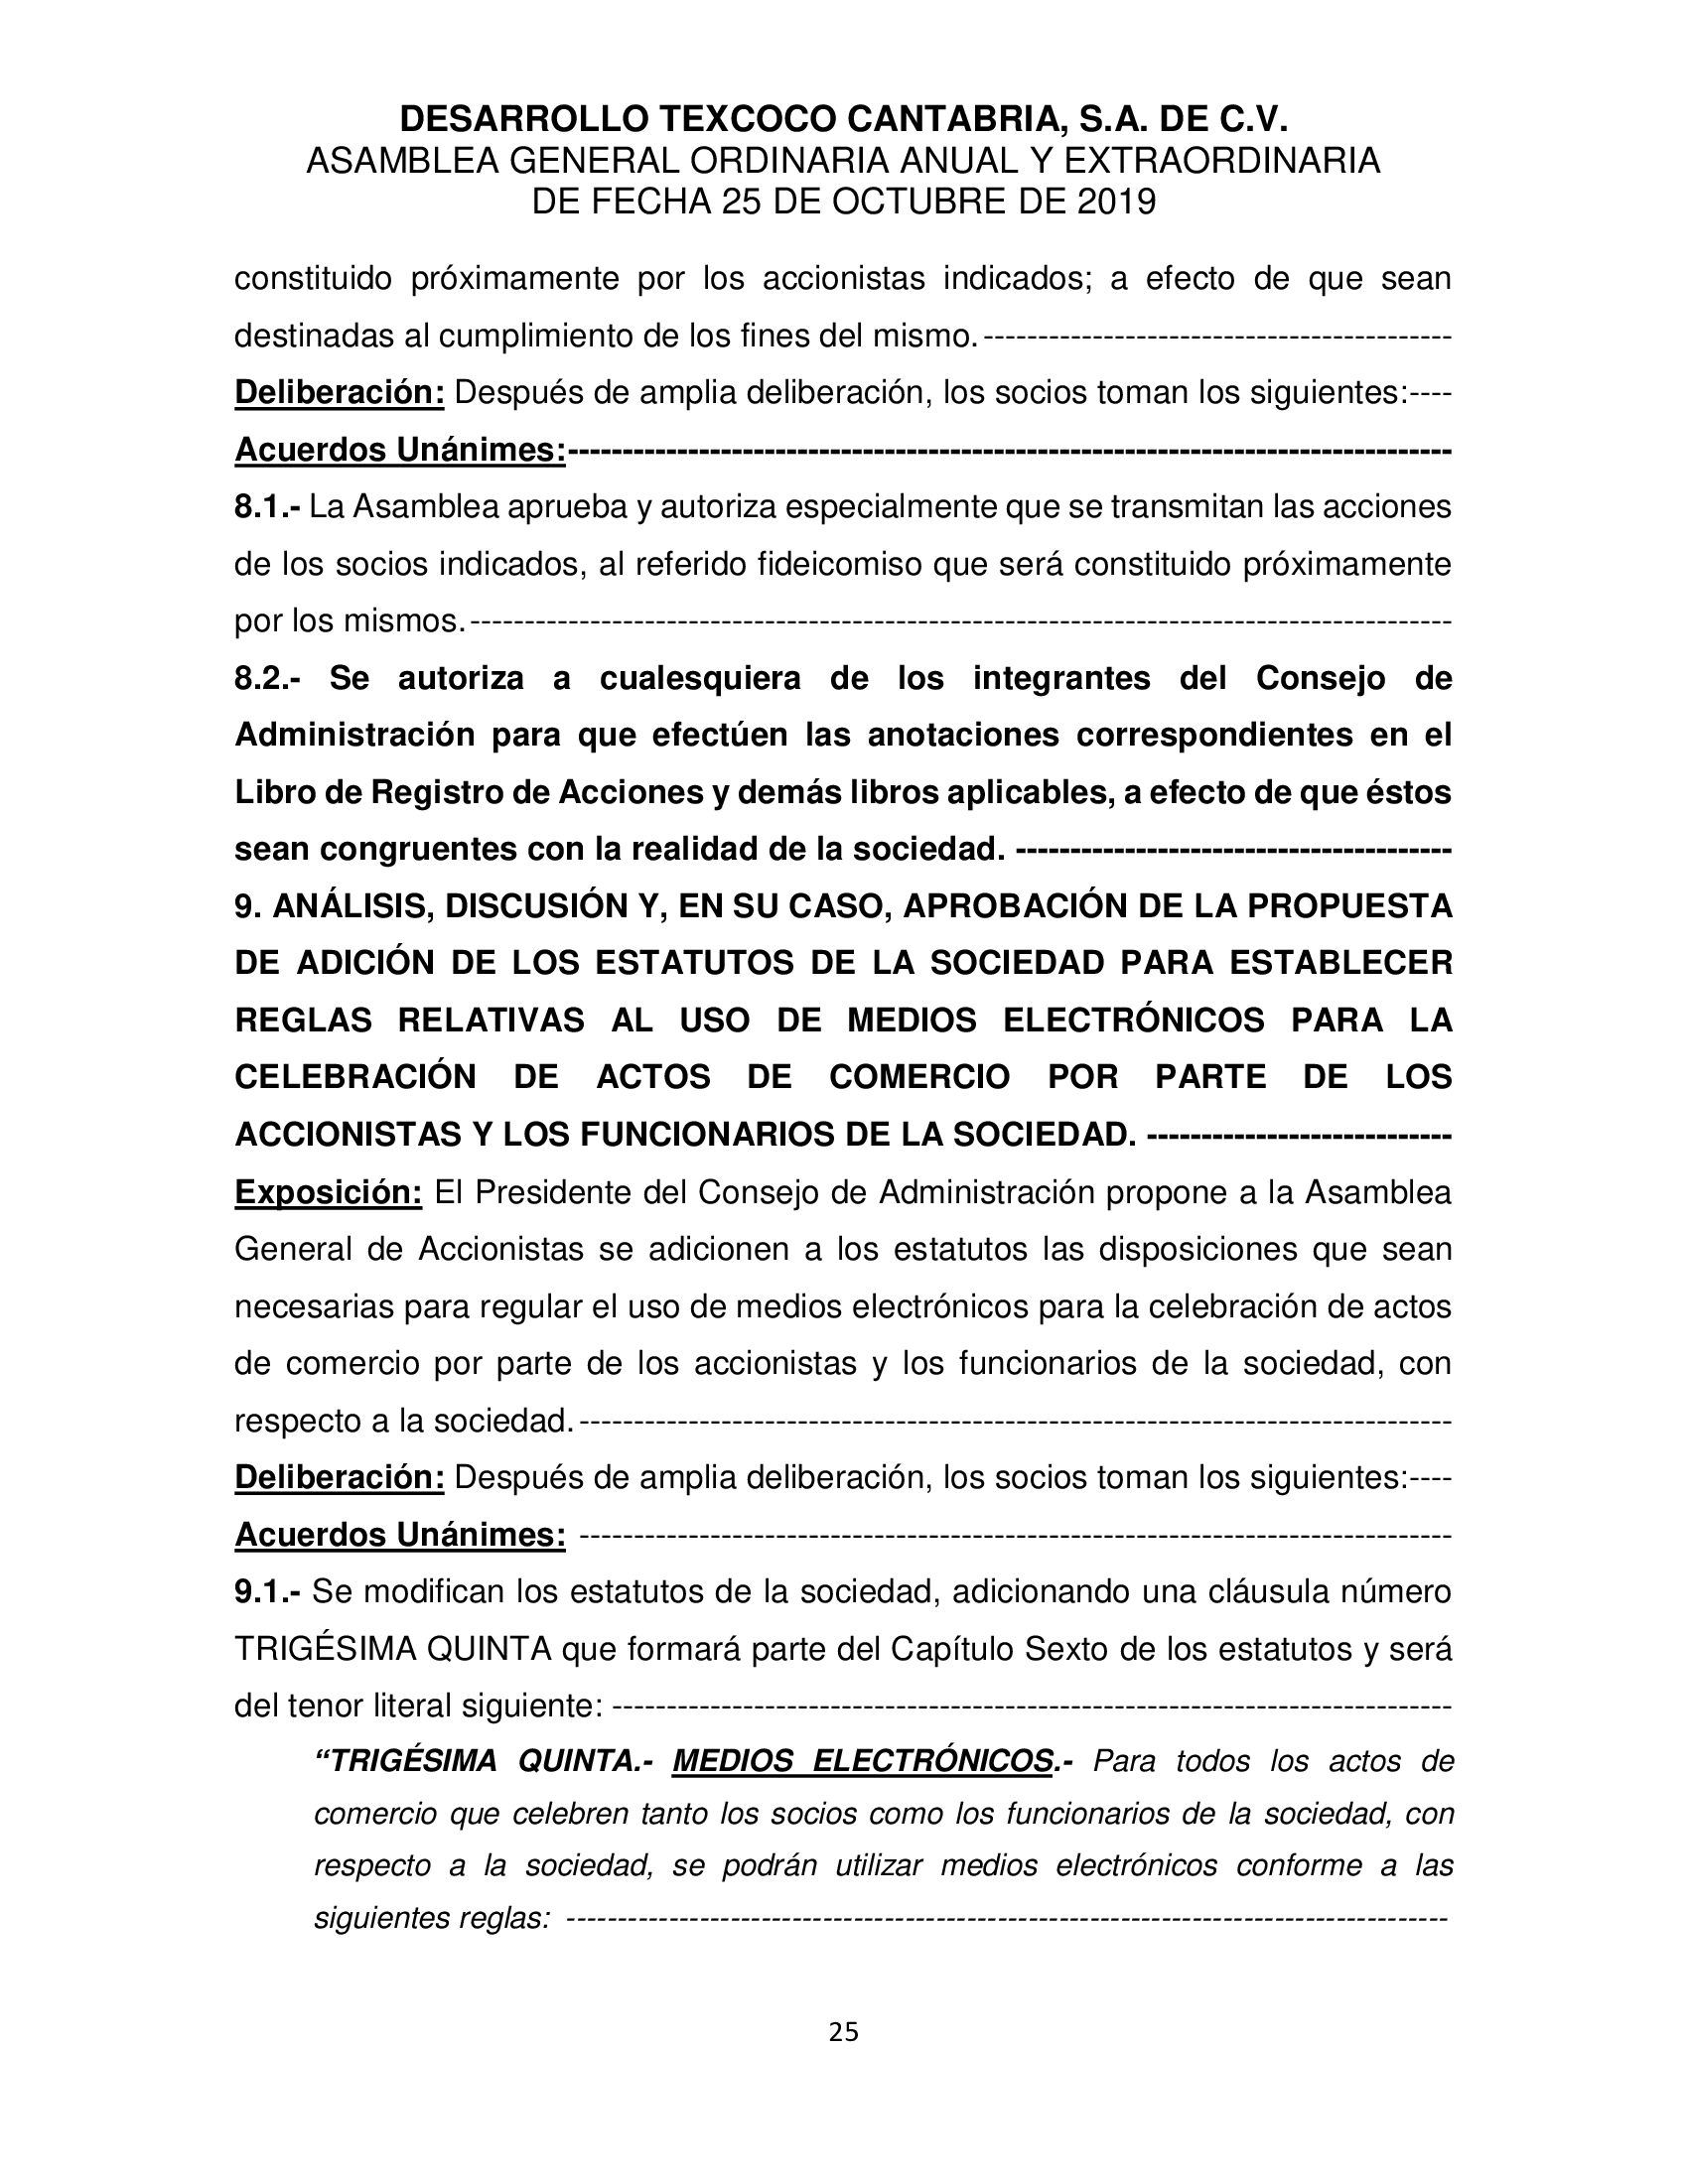 DESARROLLO TEXCOCO CANTABRIA, S.A. DE C.V.
ASAMBLEA GENERAL ORDINARIA ANUAL Y EXTRAORDINARIA
DE FECHA 25 DE OCTUBRE DE 2019
constituido próximamente por los accionistas indicados; a efecto de que sean
destinadas al cumplimiento de los fines del mismo. -------------------------------------------
Deliberación: Después de amplia deliberación, los socios toman los siguientes:----
Acuerdos Unánimes:---------------------------------------------------------------------------------
8.1.- La Asamblea aprueba y autoriza especialmente que se transmitan las acciones
de los socios indicados, al referido fideicomiso que será constituido próximamente
por los mismos. ------------------------------------------------------------------------------------------
8.2.- Se autoriza a cualesquiera de los integrantes del Consejo de
Administración para que efectúen las anotaciones correspondientes en el
Libro de Registro de Acciones y demás libros aplicables, a efecto de que éstos
sean congruentes con la realidad de la sociedad. ----------------------------------------
9. ANÁLISIS, DISCUSIÓN Y, EN SU CASO, APROBACIÓN DE LA PROPUESTA
DE ADICIÓN DE LOS ESTATUTOS DE LA SOCIEDAD PARA ESTABLECER
REGLAS RELATIVAS AL USO DE MEDIOS ELECTRÓNICOS PARA LA
CELEBRACIÓN DE ACTOS DE COMERCIO POR PARTE DE LOS
ACCIONISTAS Y LOS FUNCIONARIOS DE LA SOCIEDAD. ----------------------------
Exposición: El Presidente del Consejo de Administración propone a la Asamblea
General de Accionistas se adicionen a los estatutos las disposiciones que sean
necesarias para regular el uso de medios electrónicos para la celebración de actos
de comercio por parte de los accionistas y los funcionarios de la sociedad, con
respecto a la sociedad. --------------------------------------------------------------------------------
Deliberación: Después de amplia deliberación, los socios toman los siguientes:----
Acuerdos Unánimes: --------------------------------------------------------------------------------
9.1.- Se modifican los estatutos de la sociedad, adicionando una cláusula número
TRIGÉSIMA QUINTA que formará parte del Capítulo Sexto de los estatutos y será
del tenor literal siguiente: -----------------------------------------------------------------------------
“TRIGÉSIMA QUINTA.- MEDIOS ELECTRÓNICOS.- Para todos los actos de
comercio que celebren tanto los socios como los funcionarios de la sociedad, con
respecto a la sociedad, se podrán utilizar medios electrónicos conforme a las
siguientes reglas: ----------------------------------------------------------------------------------------
25